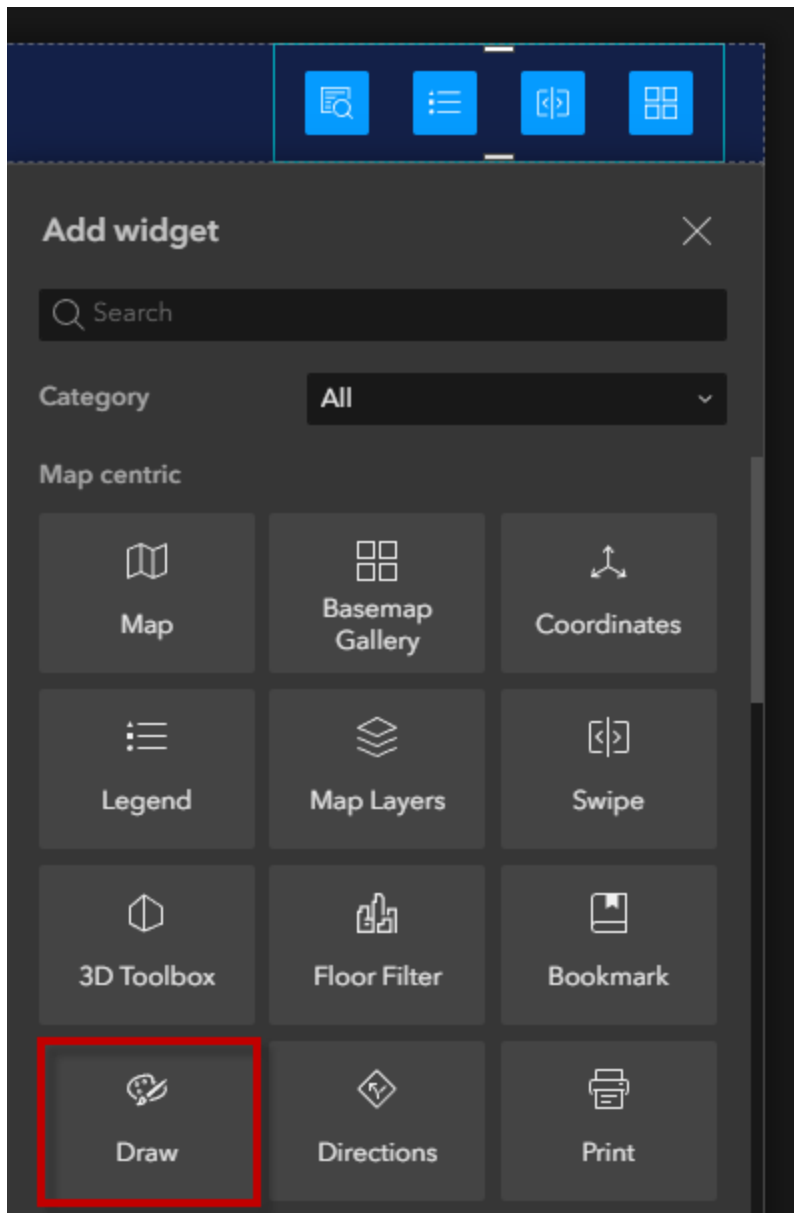 Add widget
Search
Category
All
Map centric
Map
Basemap
Gallery
Coordinates
Legend
Map Layers
Swipe
3D Toolbox
Floor Filter
Bookmark
Draw
Directions
Print